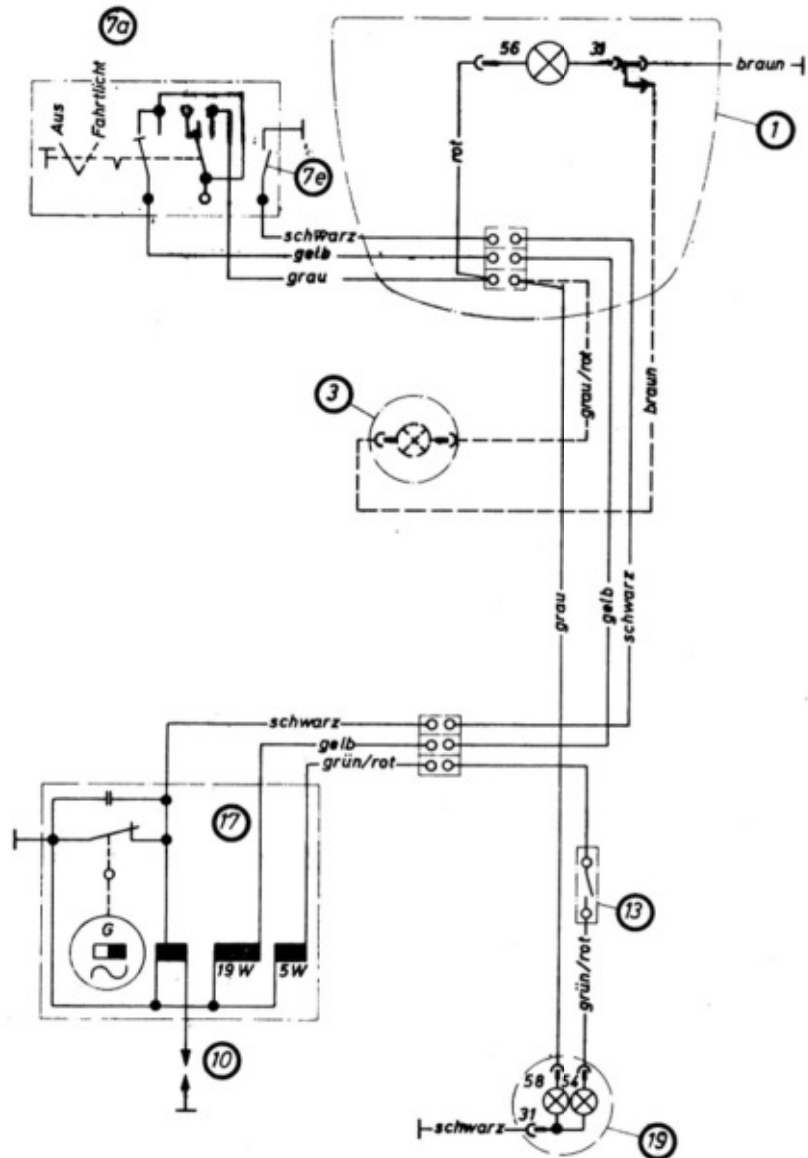 7a
Aus
Fahrtlicht
56
31
braun
1
rot
7e
schwarz
gelb
grau
3
grau/rot
braun
grau
gelb
schwarz
schwarz
gelb
grün/rot
17
13
G
19 W
5 W
grün/rot
10
58
54
31
schwarz
19